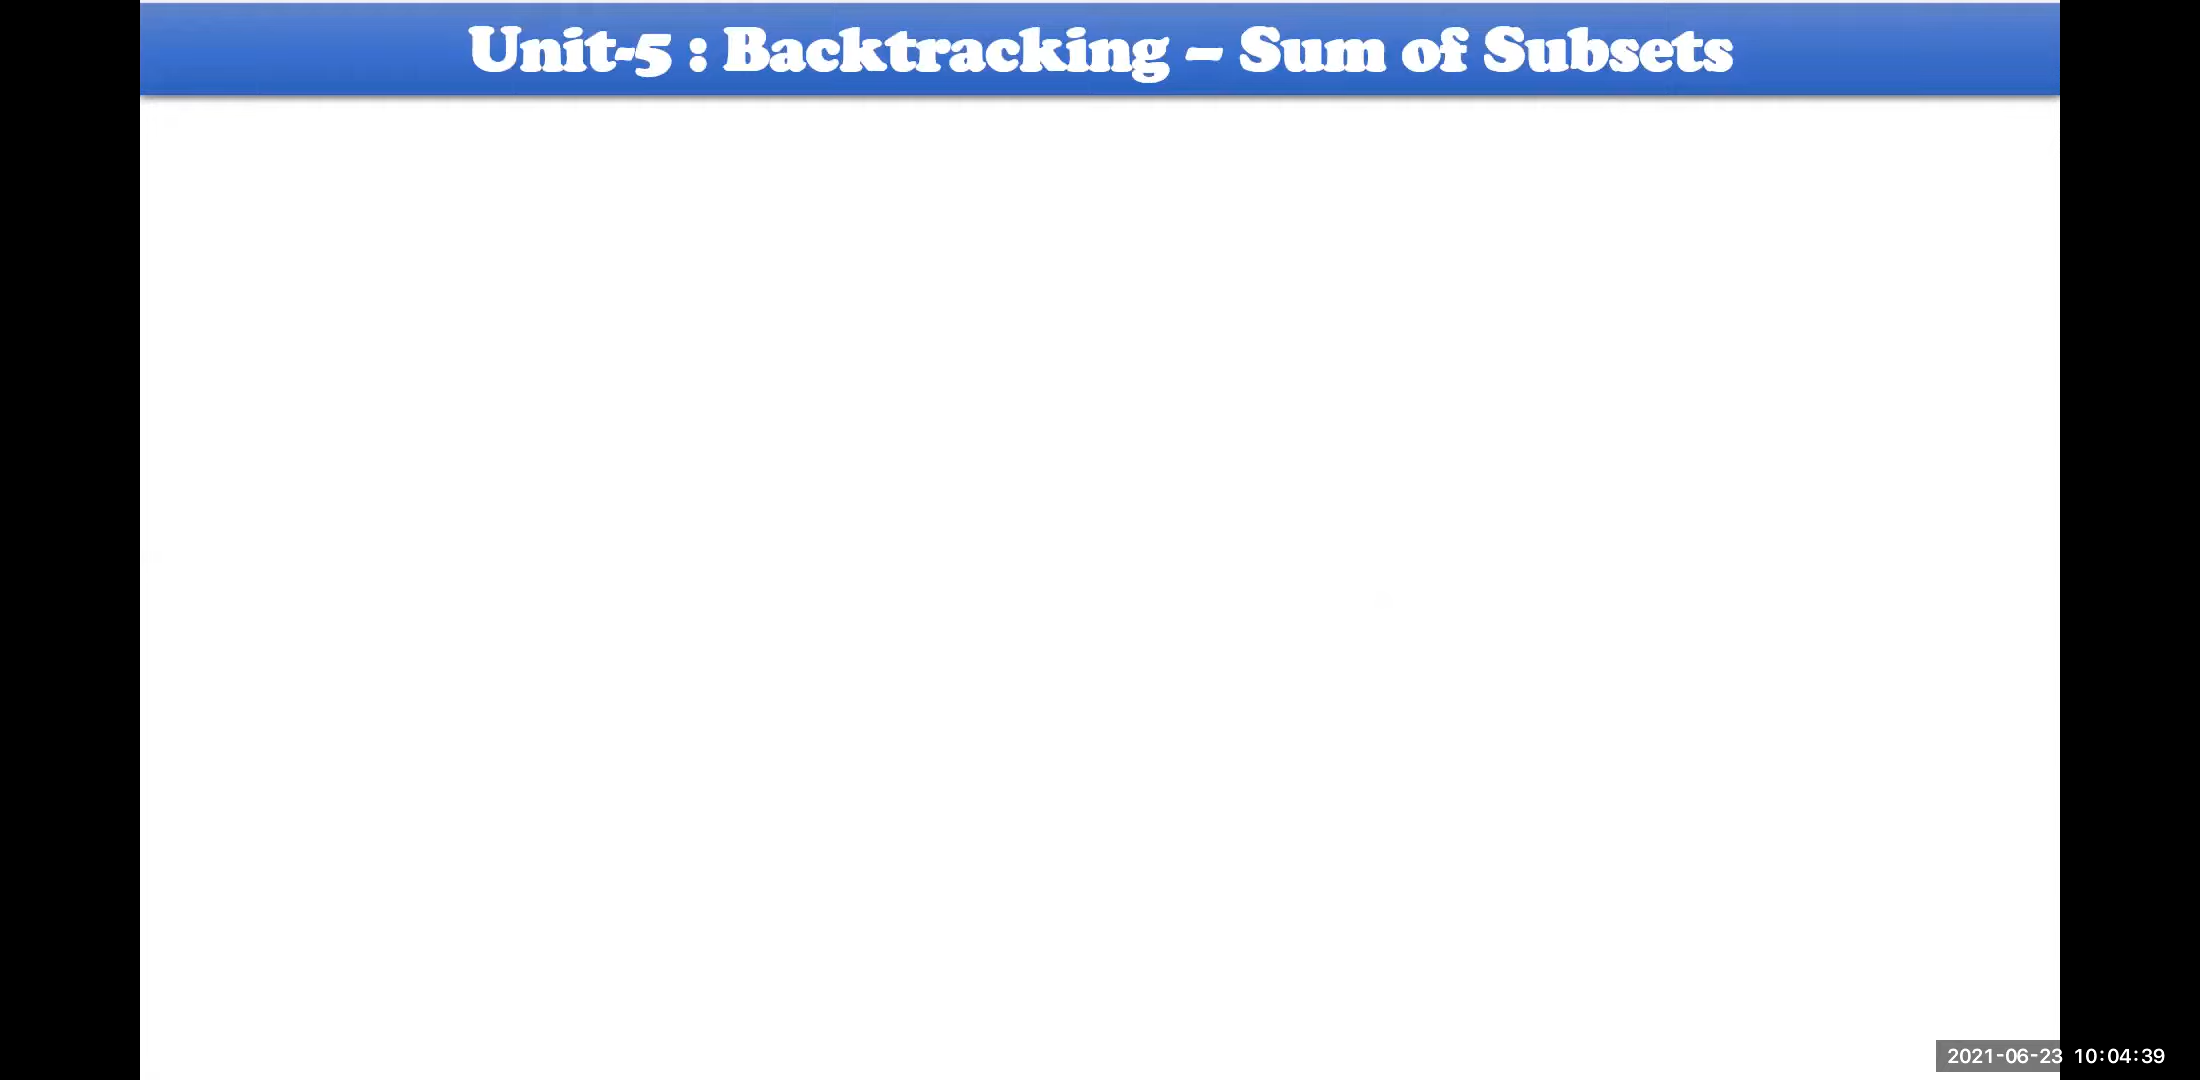 Unit-5 : Backtracking – Sum of Subsets
2021-06-23 10:04:39